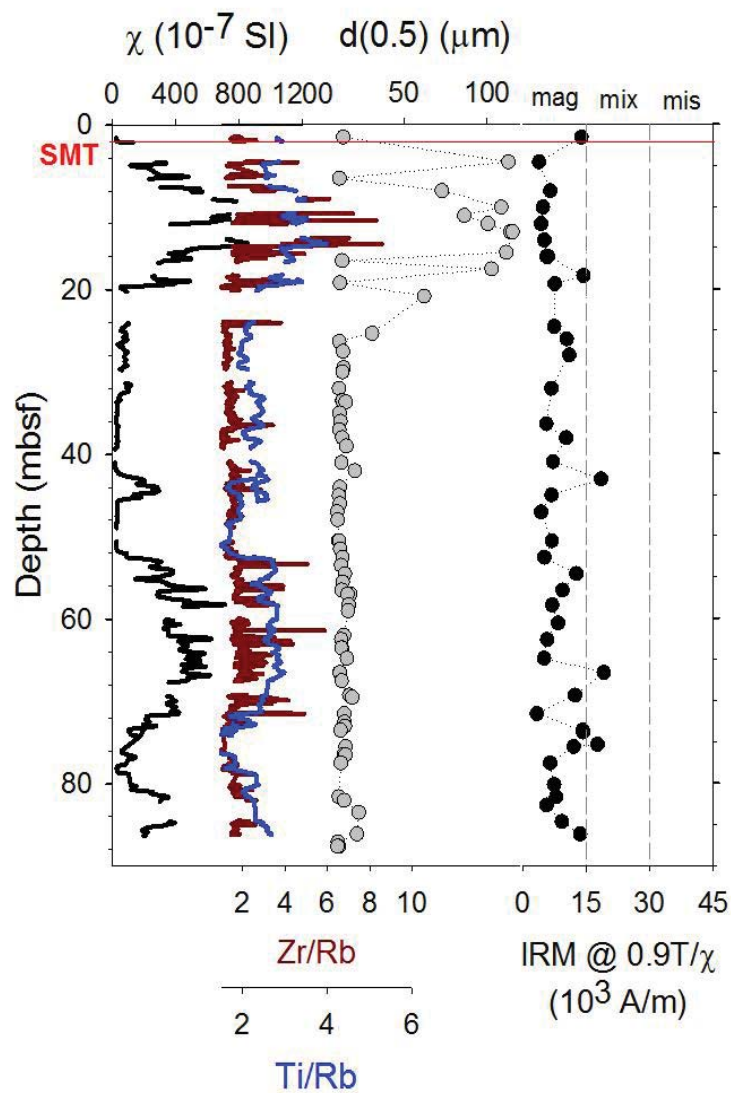 χ (10-7 SI) d(0.5) (μm)
0 400 800 1200 50 100 mag mix mis
0
SMT
20
40
60
80
Depth (mbsf)
2 4 6 8 10 0 15 30 45
Zr/Rb IRM @ 0.9T/χ
(103 A/m)
2 4 6
Ti/Rb